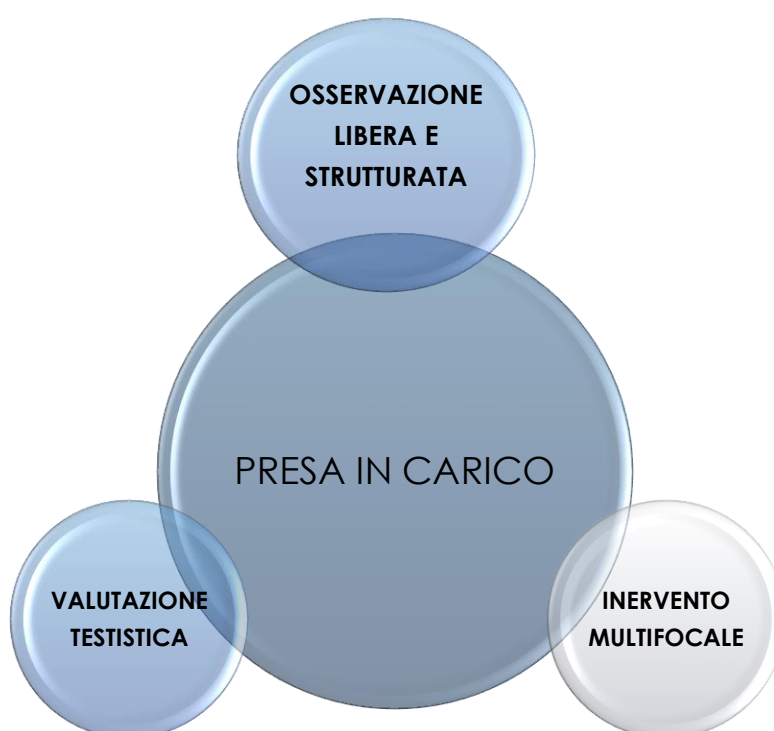 OSSERVAZIONE
LIBERA E
STRUTTURATA
PRESA IN CARICO
VALUTAZIONE
TESTISTICA
INERVENTO
MULTIFOCALE